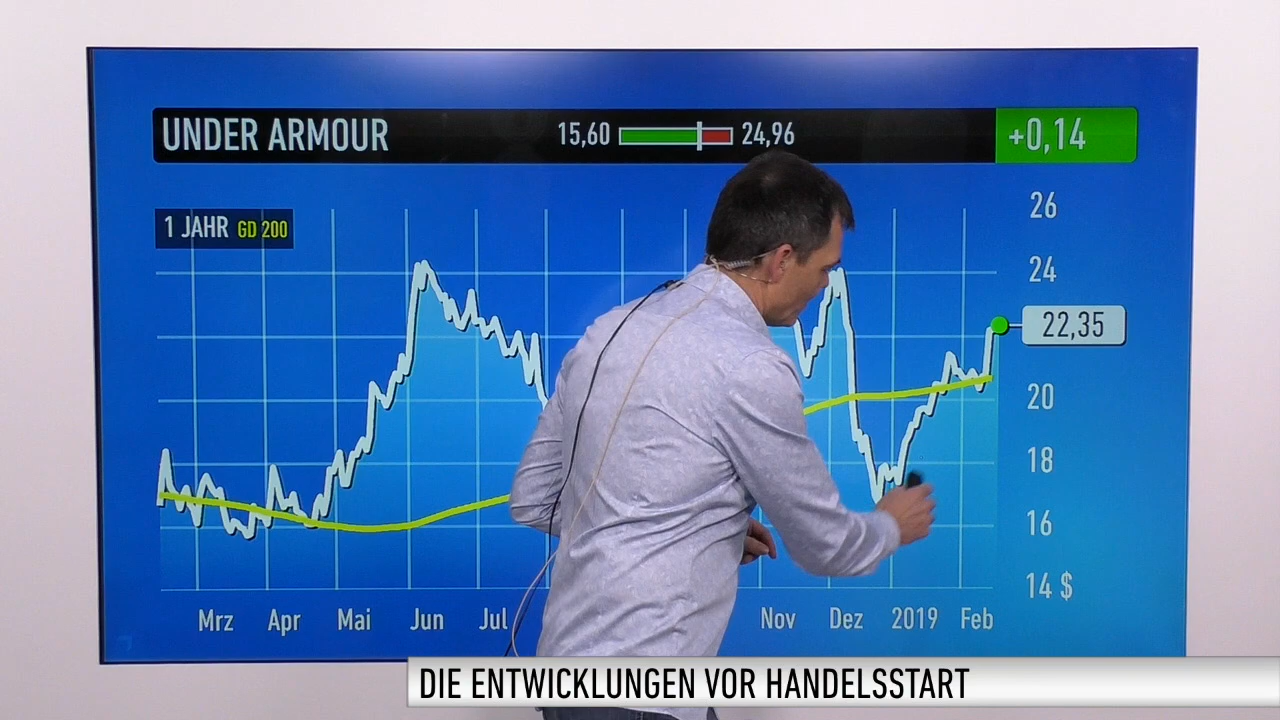 UNDER ARMOUR 15,60 24,96 +0,14
1 JAHR GD 200
26
24
22,35
20
18
16
14 $
Mrz Apr Mai Jun Jul Nov Dez 2019 Feb
DIE ENTWICKLUNGEN VOR HANDELSSTART